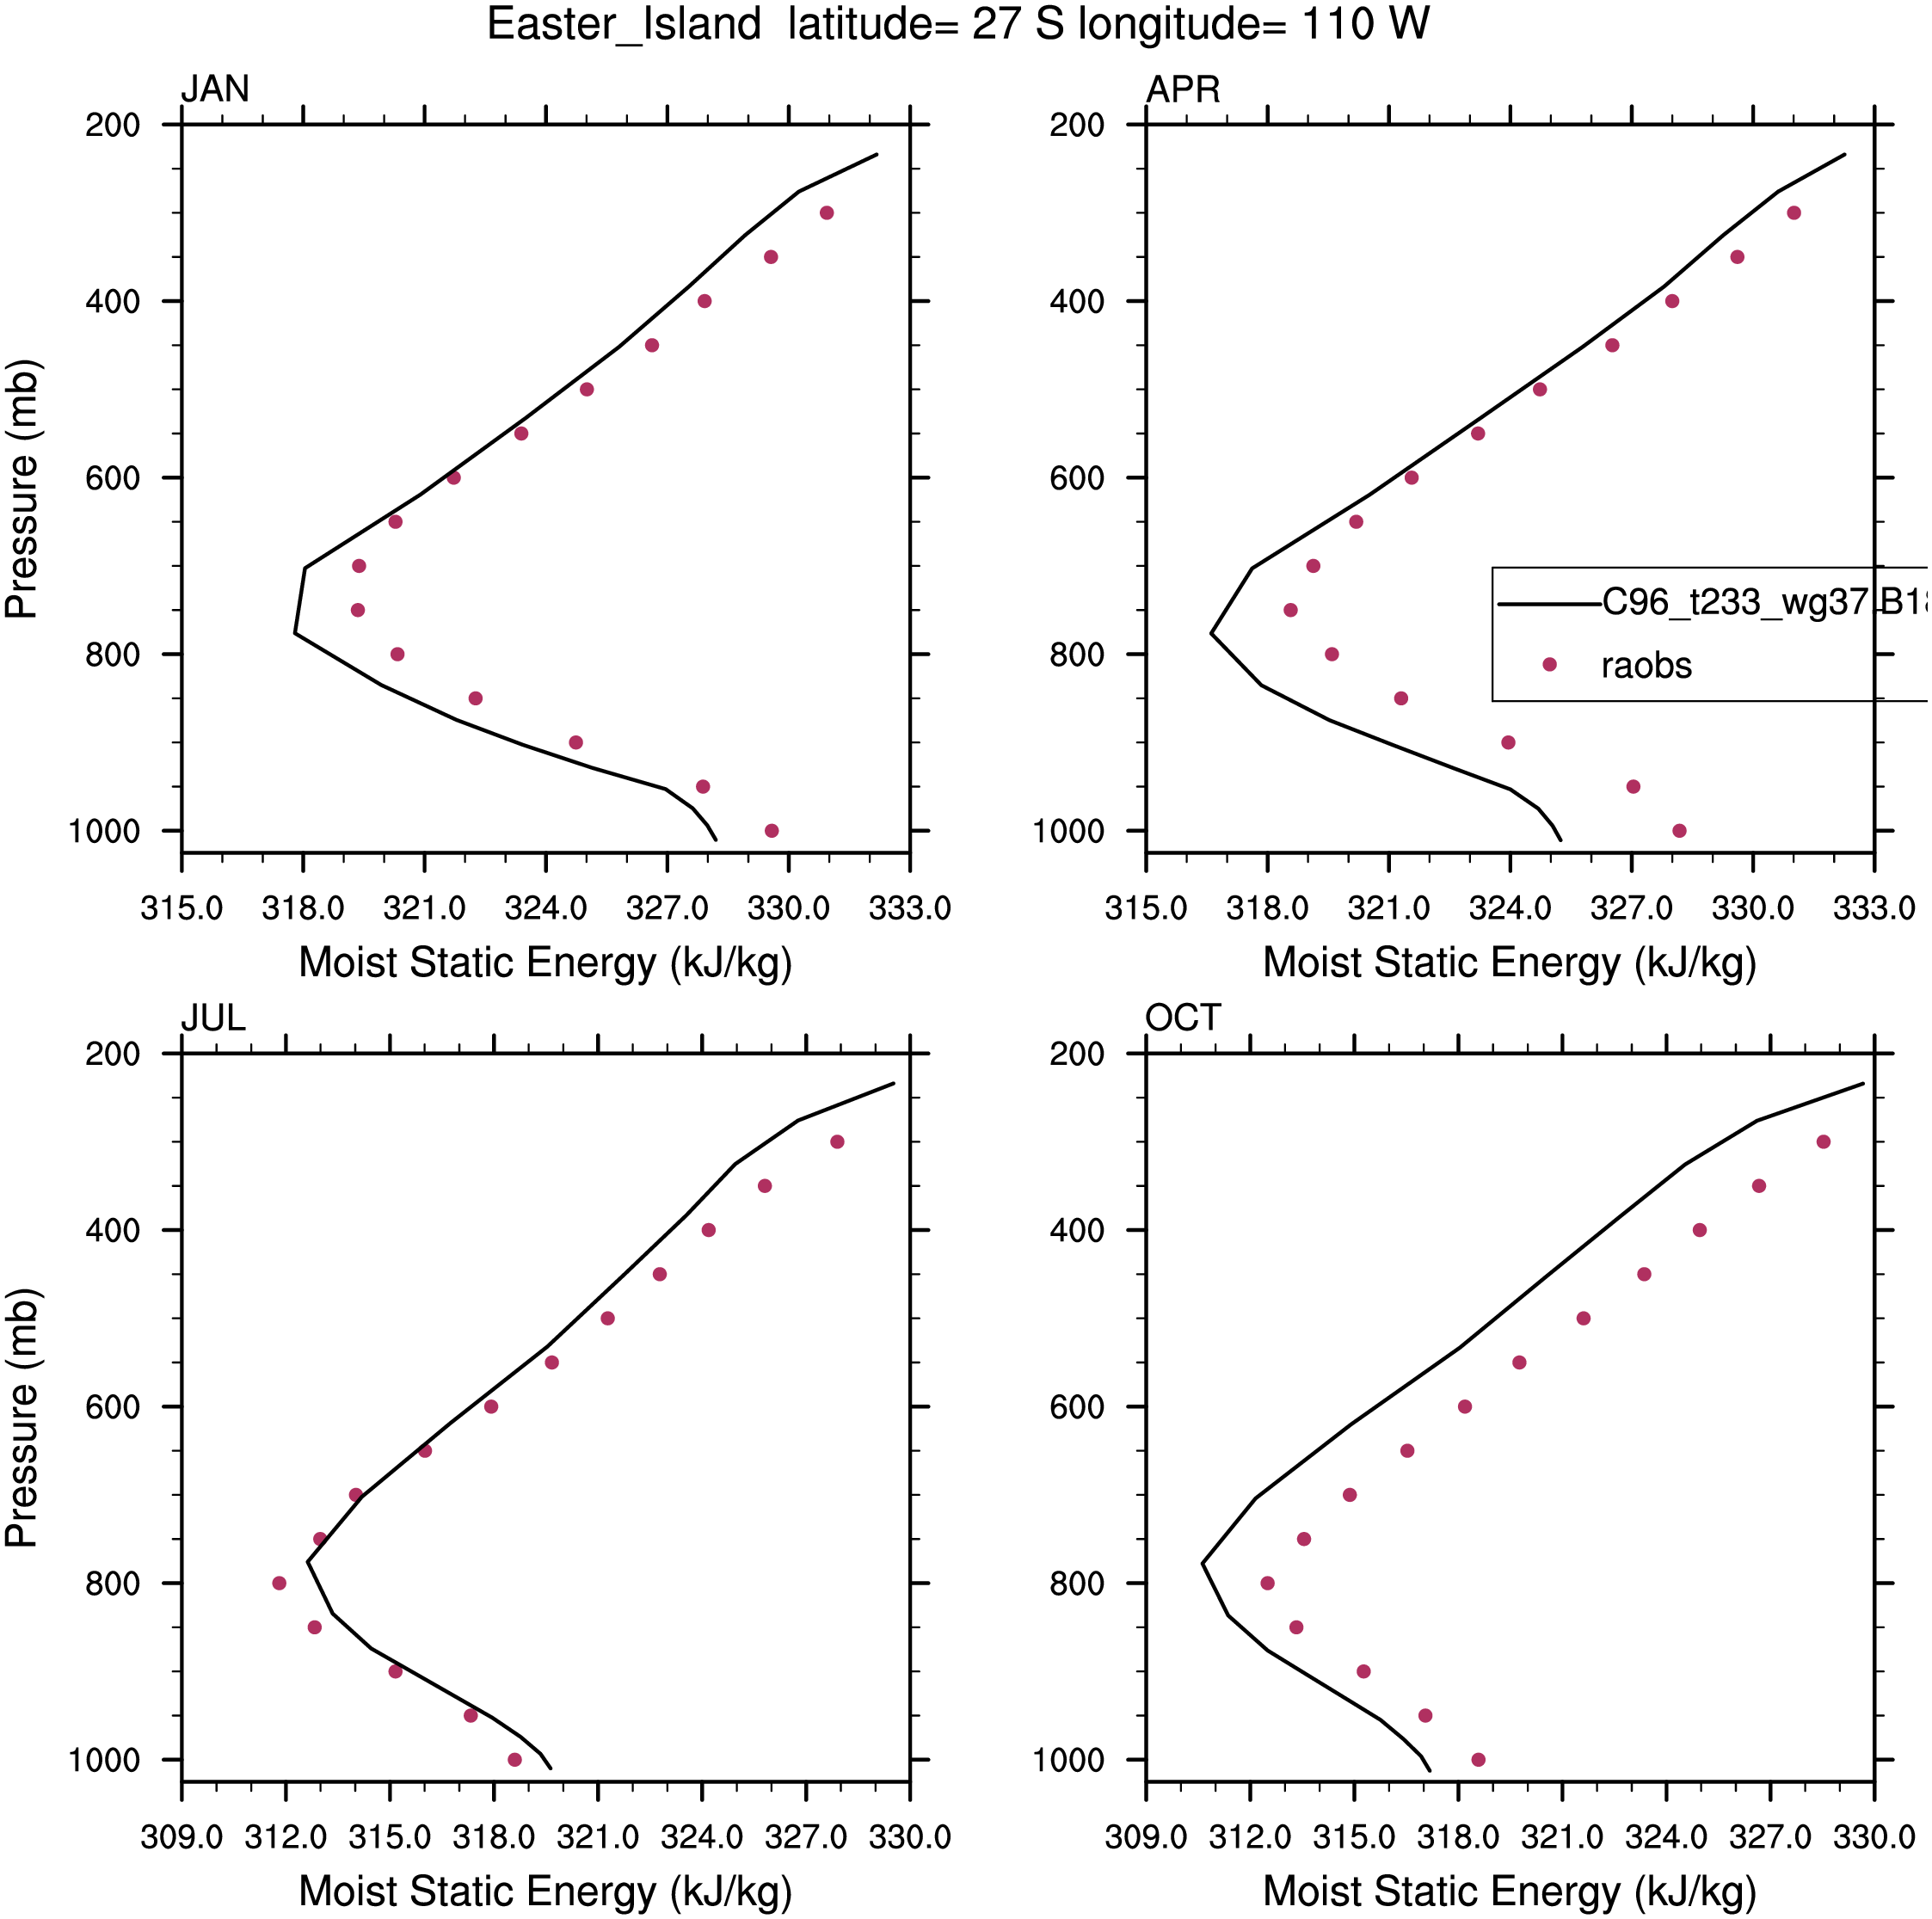 Easter_Island latitude= 27 S longitude= 110 W
JAN
200
400
600
800
1000
Pressure (mb)
315.0 318.0 321.0 324.0 327.0 330.0 333.0
Moist Static Energy (kJ/kg)
APR
200
400
600
800
1000
C96_t233_wg37.B18
raobs
315.0 318.0 321.0 324.0 327.0 330.0 333.0
Moist Static Energy (kJ/kg)
JUL
200
400
600
800
1000
Pressure (mb)
309.0 312.0 315.0 318.0 321.0 324.0 327.0 330.0
Moist Static Energy (kJ/kg)
OCT
200
400
600
800
1000
309.0 312.0 315.0 318.0 321.0 324.0 327.0 330.0
Moist Static Energy (kJ/kg)